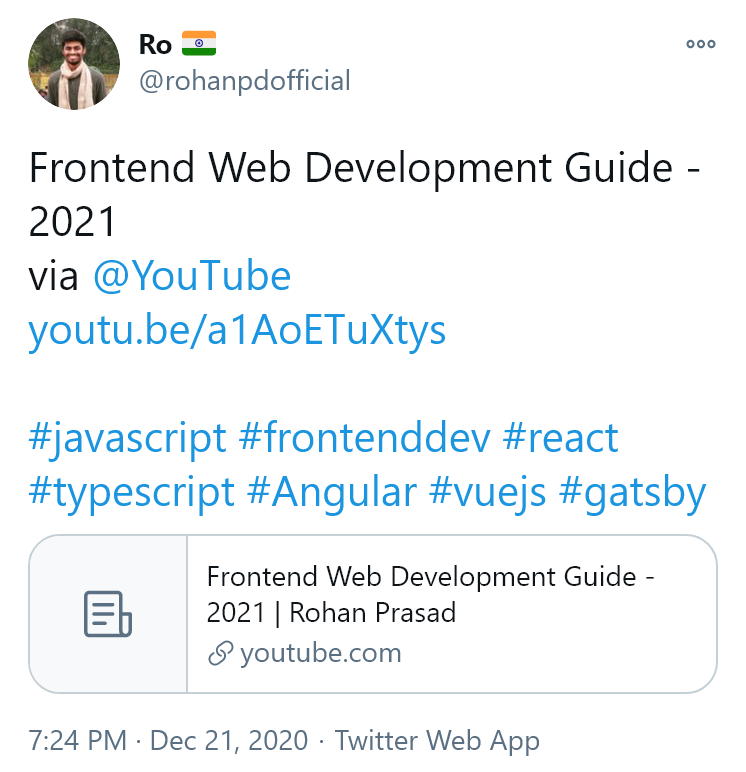 Ro
@rohanpdofficial
Frontend Web Development Guide -
2021
via @YouTube
youtu.be/a1AoETuXtys
#javascript #frontenddev #react
#typescript #Angular #vuejs #gatsby
Frontend Web Development Guide -
2021 | Rohan Prasad
youtube.com
7:24 PM · Dec 21, 2020 · Twitter Web App